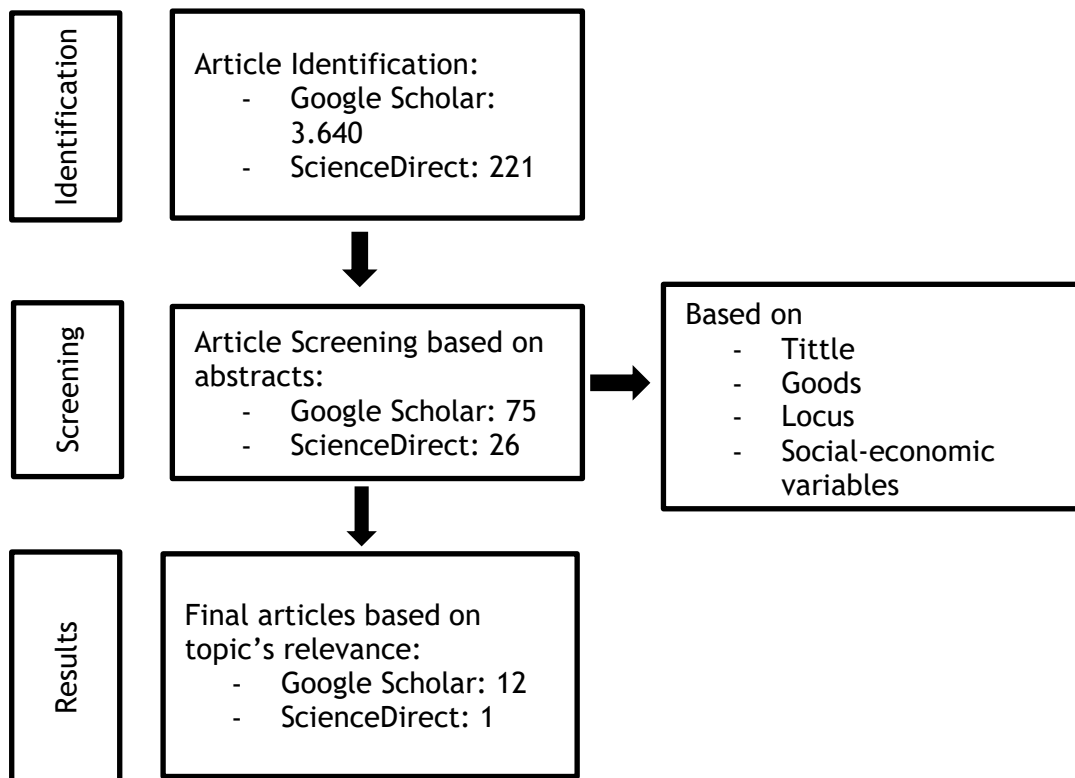 Identification
Article Identification:
- Google Scholar:
3.640
- ScienceDirect: 221
Screening
Article Screening based on
abstracts:
- Google Scholar: 75
- ScienceDirect: 26
Based on
- Tittle
- Goods
- Locus
- Social-economic
variables
Results
Final articles based on
topic’s relevance:
- Google Scholar: 12
- ScienceDirect: 1